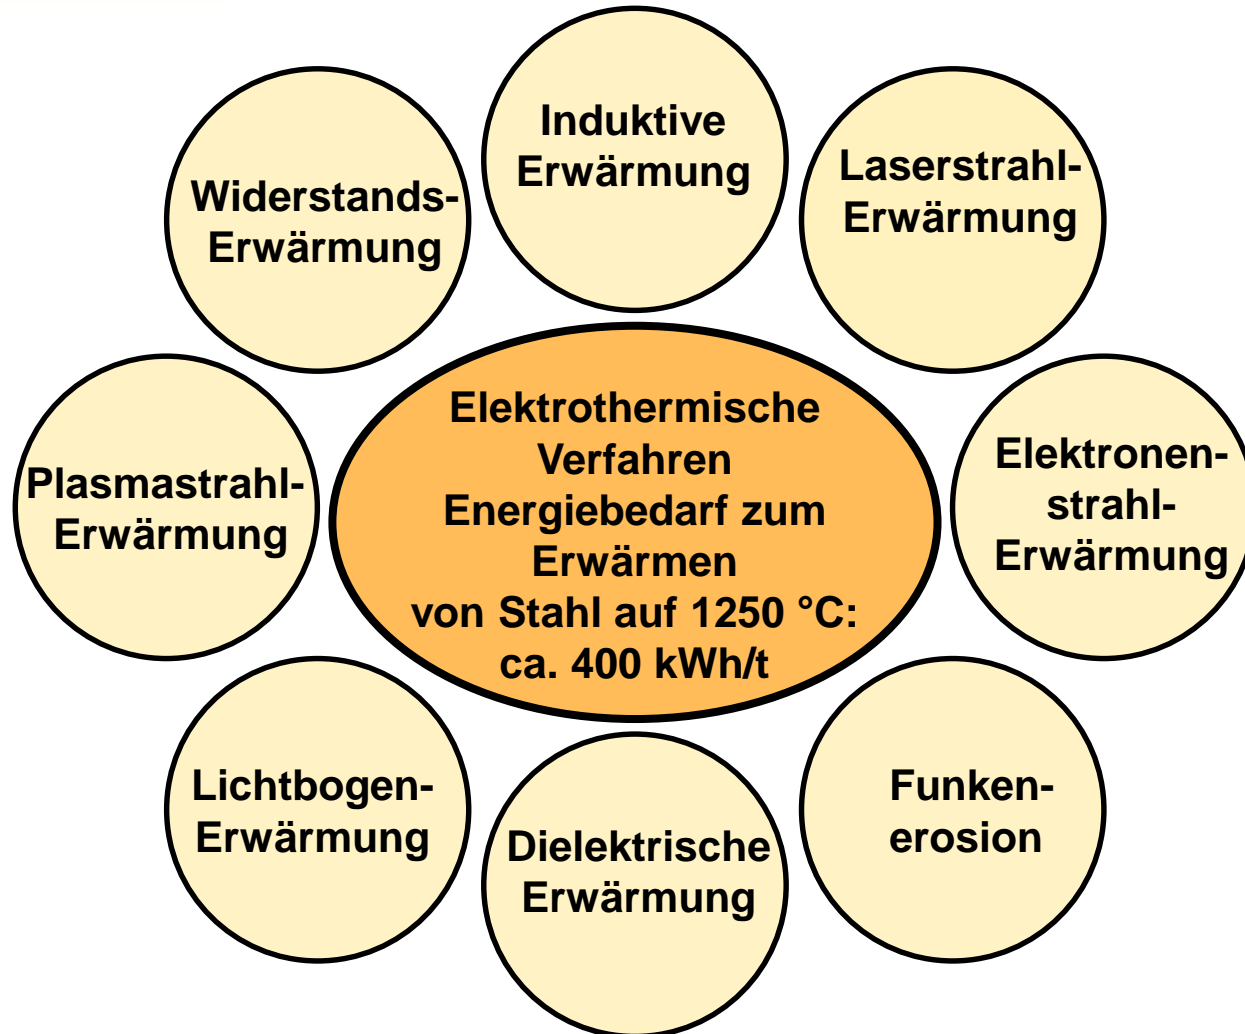 Induktive
Erwärmung
Laserstrahl-
Erwärmung
Widerstands-
Erwärmung
Elektrothermische
Verfahren
Energiebedarf zum
Erwärmen
von Stahl auf 1250 °C:
ca. 400 kWh/t
Elektronen-
strahl-
Erwärmung
Plasmastrahl-
Erwärmung
Lichtbogen-
Erwärmung
Funken-
erosion
Dielektrische
Erwärmung